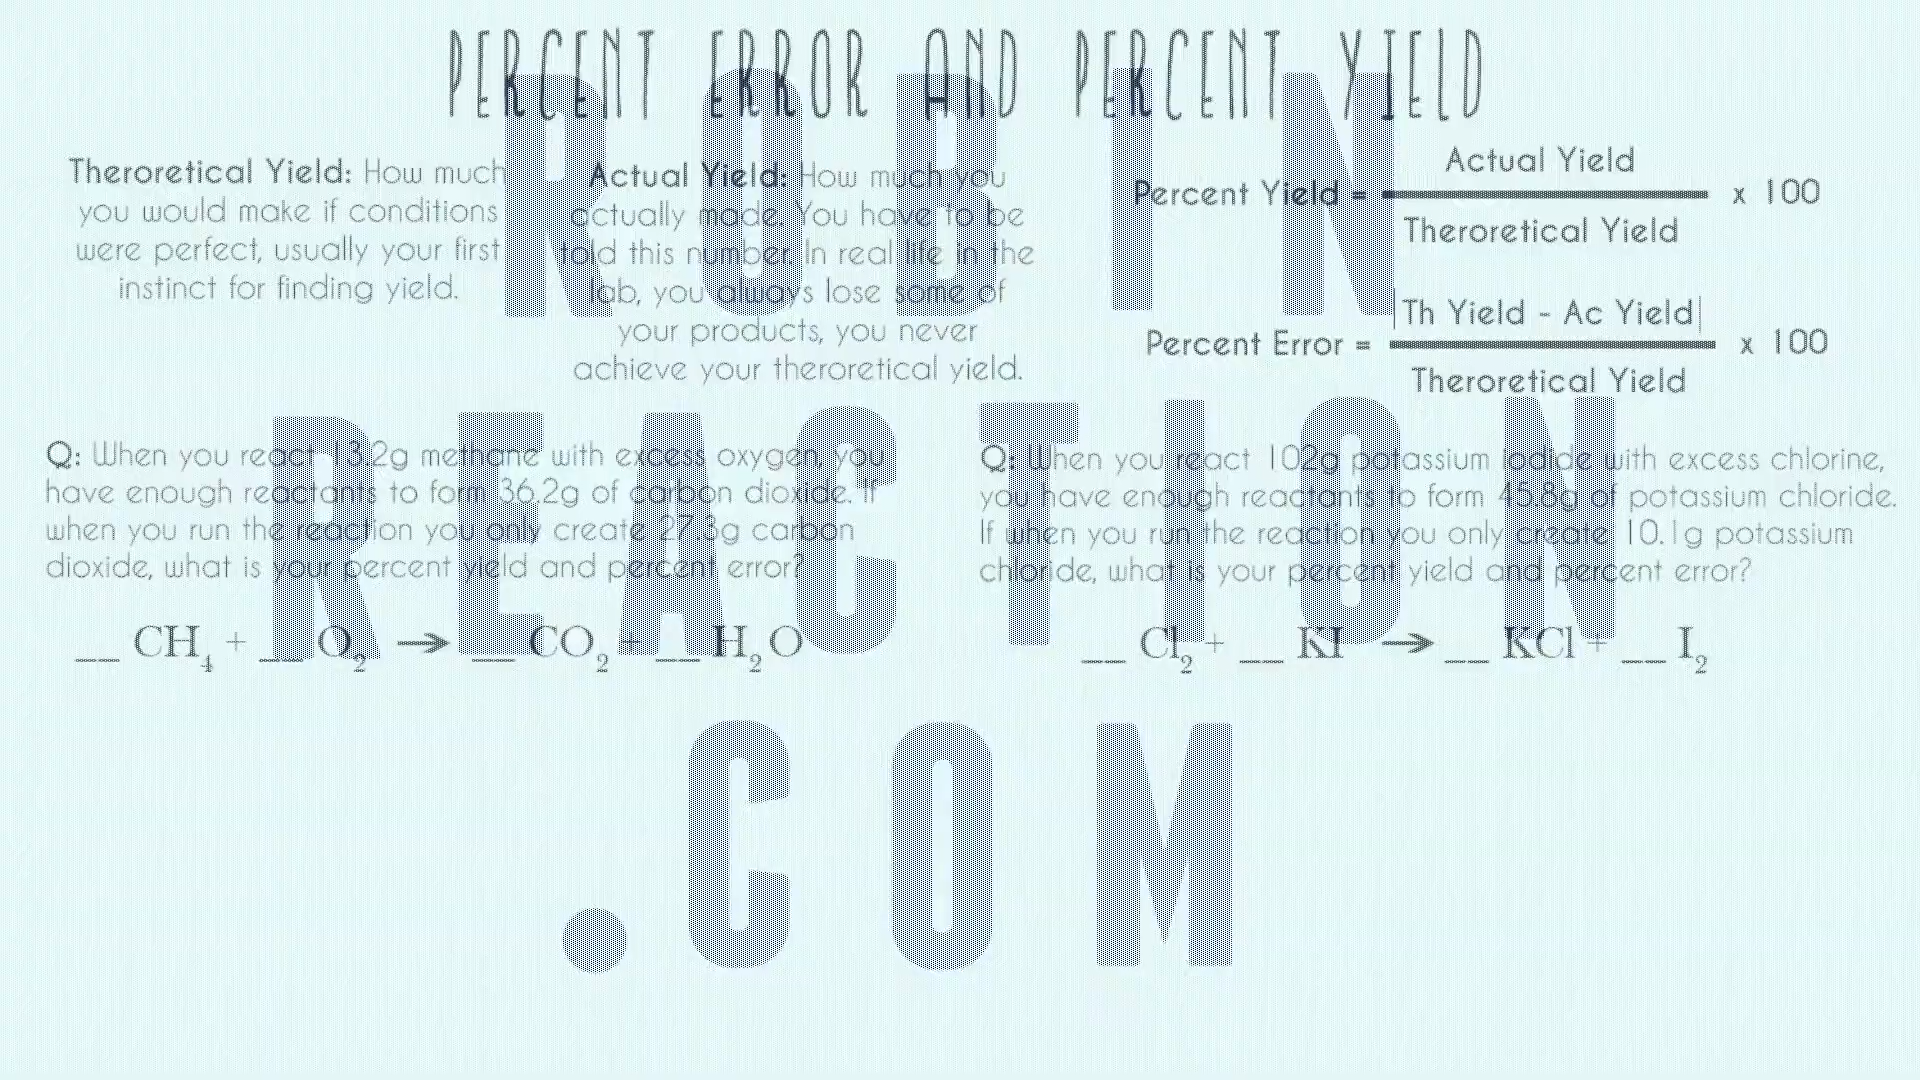 PERCENT ERROR AND PERCENT YIELD
Theroretical Yield: How much
you would make if conditions
were perfect, usually your first
instinct for finding yield.
Actual Yield: How much you
actually made. You have to be
told this number. In real life in the
lab, you always lose some of
your products, you never
achieve your theroretical yield.
Percent Yield = Actual Yield
Theroretical Yield x 100
Percent Error = |Th Yield - Ac Yield|
Theroretical Yield x 100
Q: When you react 13.2g methane with excess oxygen, you
have enough reactants to form 36.2g of carbon dioxide. If
when you run the reaction you only create 27.3g carbon
dioxide, what is your percent yield and percent error?
__ CH4 + __ O2 → __ CO2 + __ H2O
Q: When you react 102g potassium iodide with excess chlorine,
you have enough reactants to form 45.8g of potassium chloride.
If when you run the reaction you only create 10.1g potassium
chloride, what is your percent yield and percent error?
__ Cl2 + __ KI → __ KCl + __ I2
ROBIN
REACTION
.COM